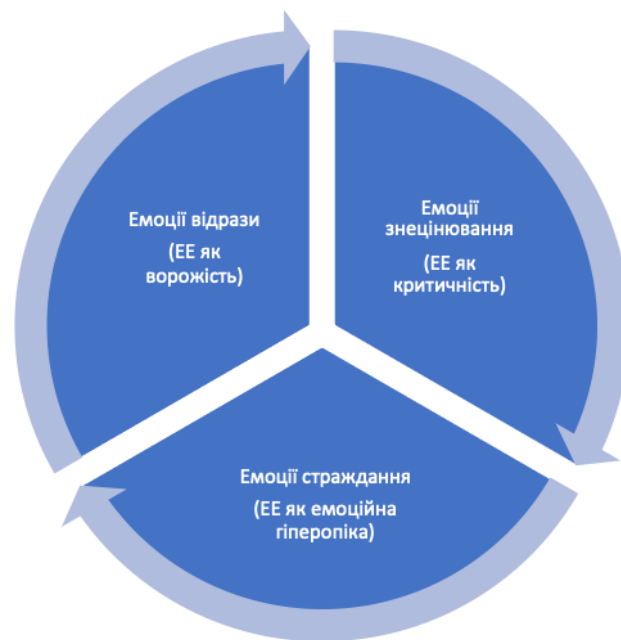 Емоції відрази
(ЕЕ як
ворожість)
Емоції
знецінювання
(ЕЕ як
критичність)
Емоції страждання
(ЕЕ як емоційна
гіперопіка)